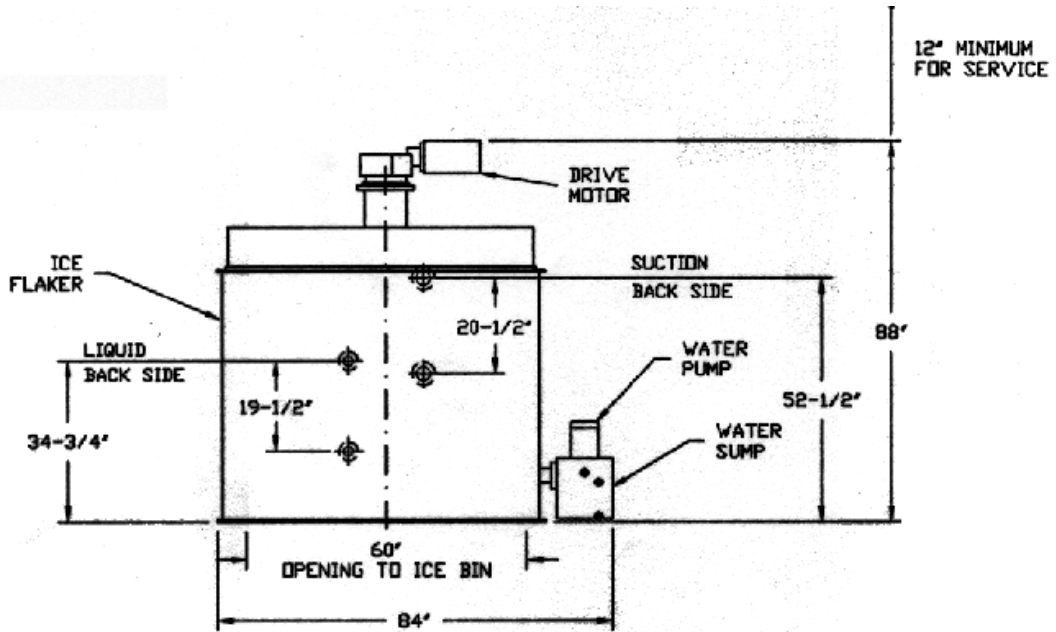 12" MINIMUM
FOR SERVICE
DRIVE
MOTOR
ICE
FLAKER
SUCTION
BACK SIDE
20-1/2"
88"
LIQUID
BACK SIDE
WATER
PUMP
19-1/2"
52-1/2"
34-3/4"
WATER
SUMP
60"
OPENING TO ICE BIN
84"